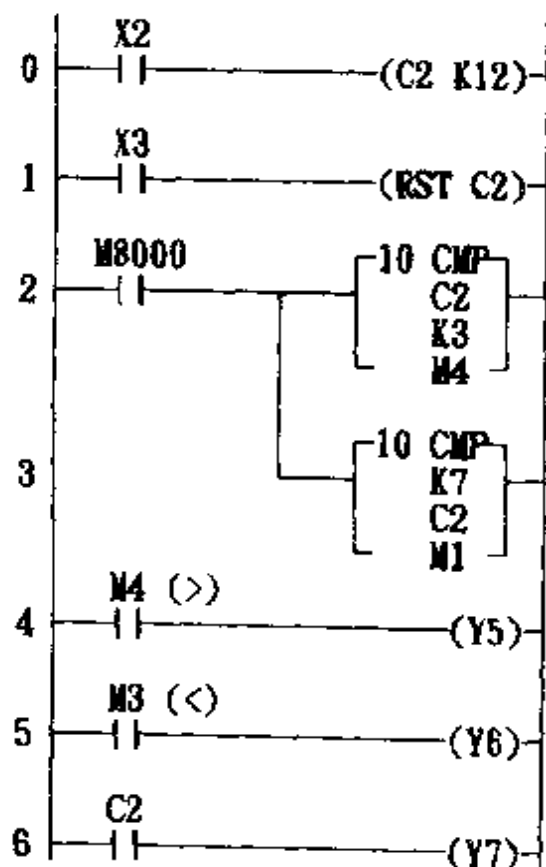 X2
0
(C2 K12)
X3
1
(RST C2)
M8000
2
10 CMP
C2
K3
M4
3
10 CMP
K7
C2
M1
M4 (>)
4
(Y5)
M3 (<)
5
(Y6)
C2
6
(Y7)